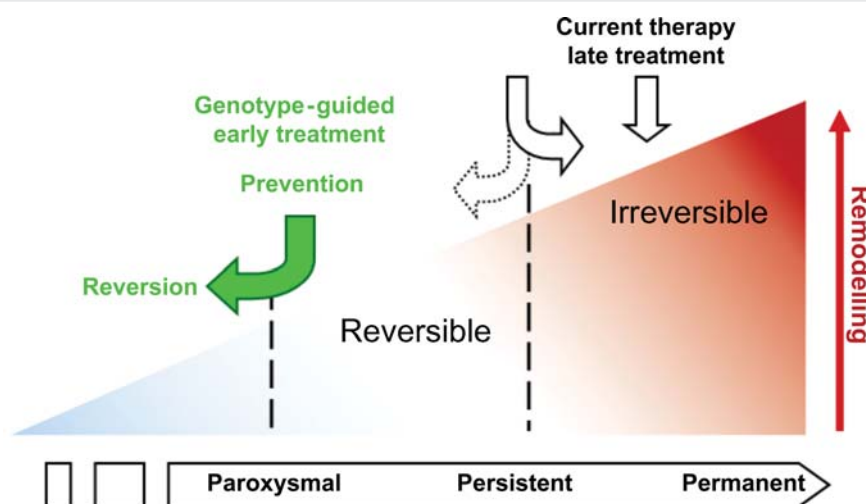 Current therapy
late treatment
Genotype-guided
early treatment
Prevention
Reversion
Reversible
Irreversible
Remodelling
Paroxysmal Persistent Permanent